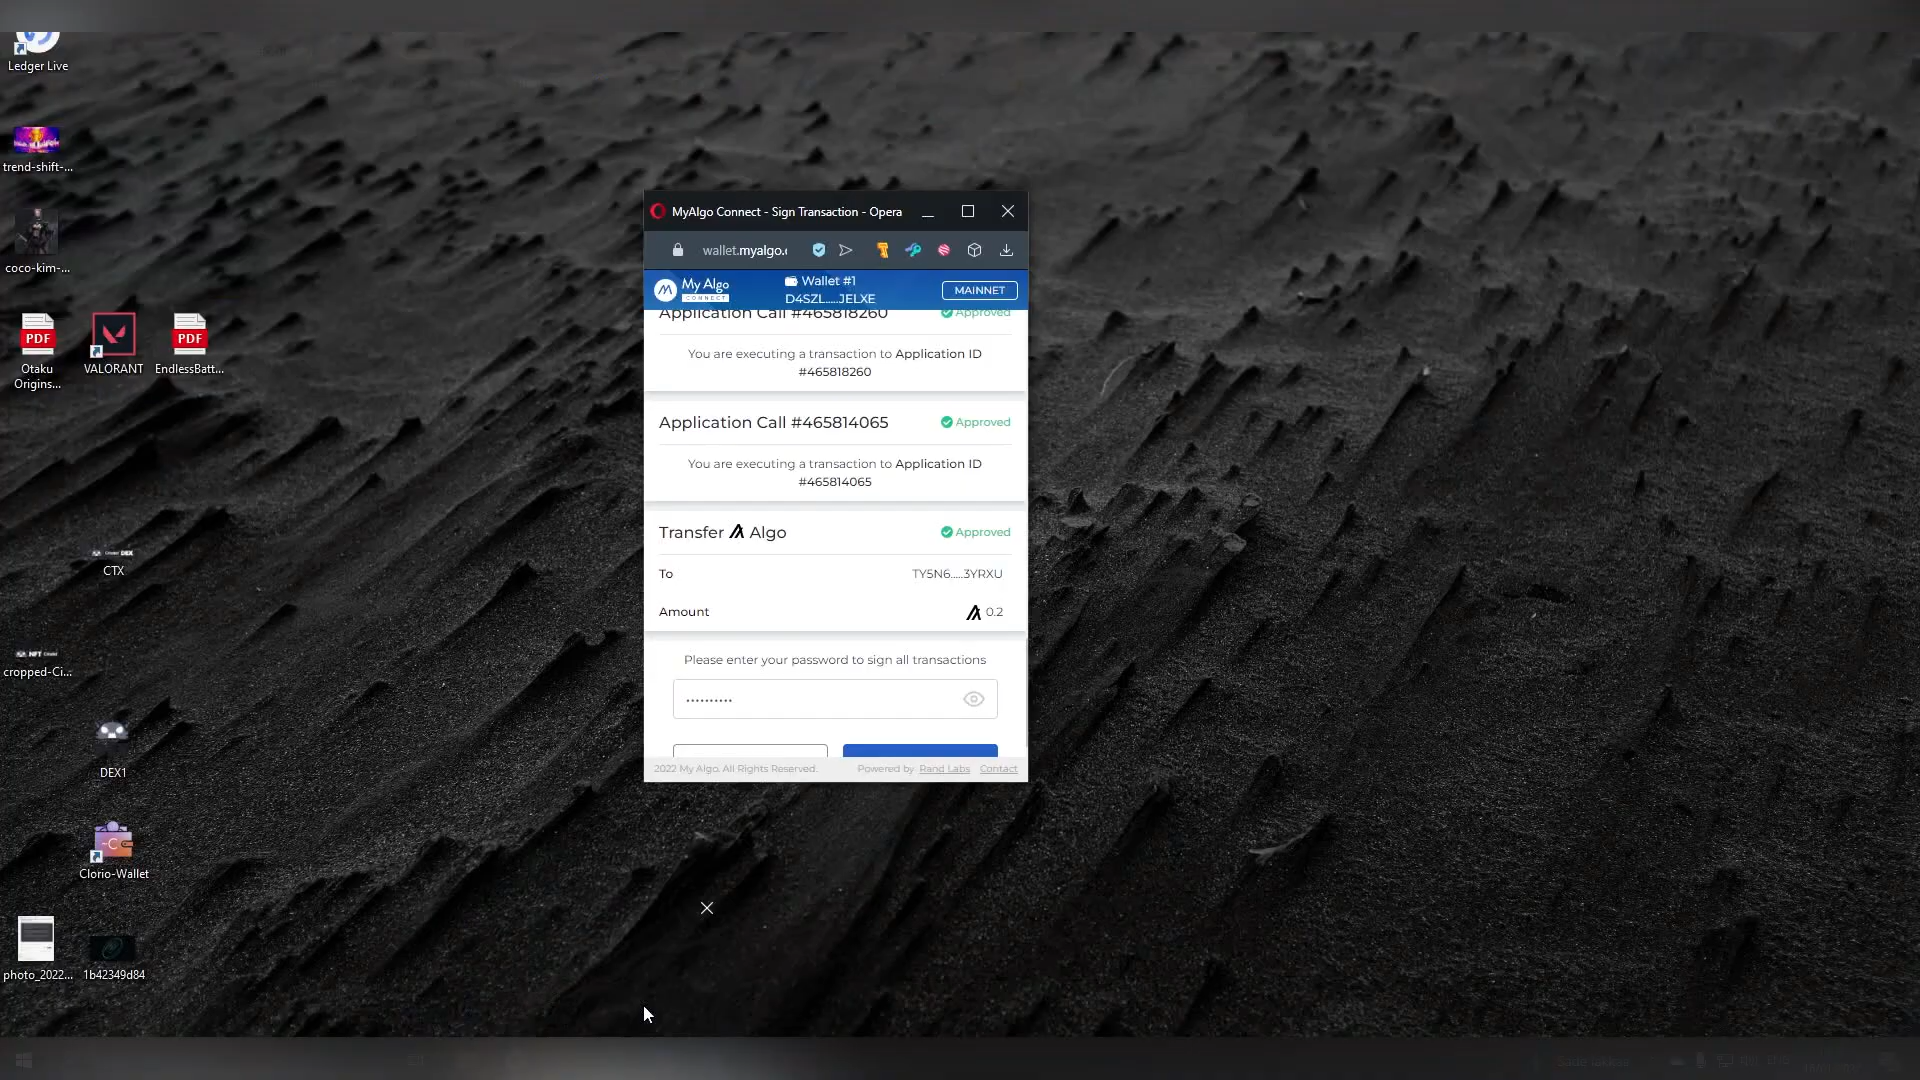 Ledger Live
trend-shift-...
coco-kim-...
PDF
Otaku
Origins...
VALORANT
PDF
EndlessBatt...
CTX
cropped-Ci...
DEX1
Clorio-Wallet
photo_2022...
1b42349d84
MyAlgo Connect - Sign Transaction - Opera
wallet.myalgo.
My Algo
CONNECT
Wallet #1
D4SZL.....JELXE
MAINNET
Application Call #465818260
Approved
You are executing a transaction to Application ID
#465818260
Application Call #465814065
Approved
You are executing a transaction to Application ID
#465814065
Transfer Algo
Approved
To
TY5N6.....3YRXU
Amount
0.2
Please enter your password to sign all transactions
2022 My Algo. All Rights Reserved.
Powered by Rand Labs
Contact